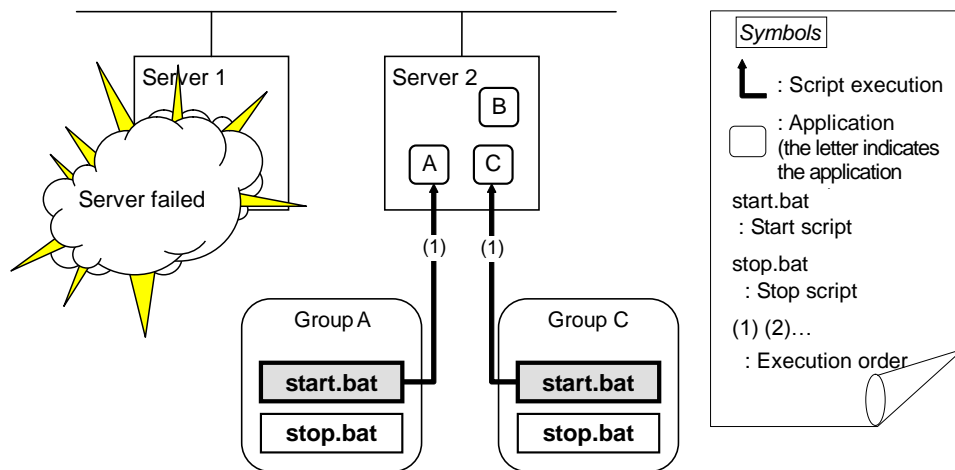 Server 1
Server 2
B
A
C
Server failed
(1)
(1)
Group A
start.bat
stop.bat
Group C
start.bat
stop.bat
Symbols
: Script execution
: Application
(the letter indicates
the application
start.bat
: Start script
stop.bat
: Stop script
(1) (2)…
: Execution order